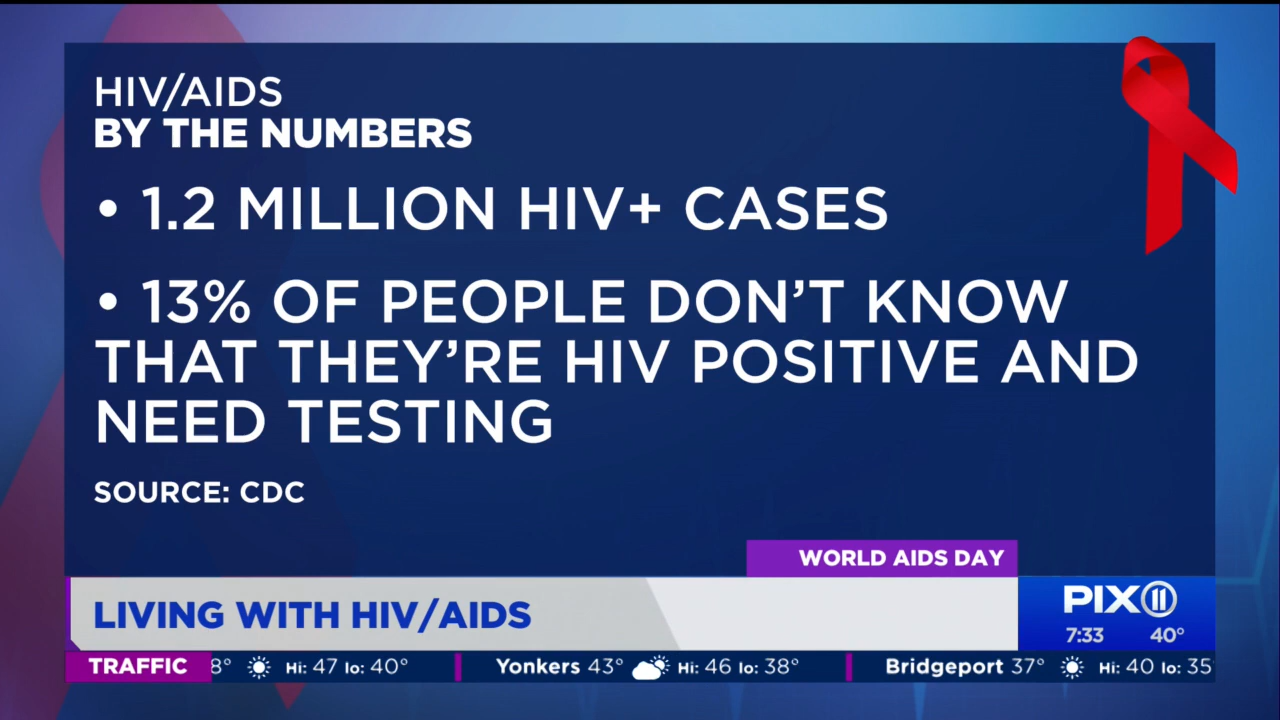 HIV/AIDS
BY THE NUMBERS
• 1.2 MILLION HIV+ CASES
• 13% OF PEOPLE DON'T KNOW
THAT THEY'RE HIV POSITIVE AND
NEED TESTING
SOURCE: CDC
WORLD AIDS DAY
LIVING WITH HIV/AIDS
PIX11
7:33 40°
TRAFFIC 8° Hi: 47 lo: 40° Yonkers 43° Hi: 46 lo: 38° Bridgeport 37° Hi: 40 lo: 35